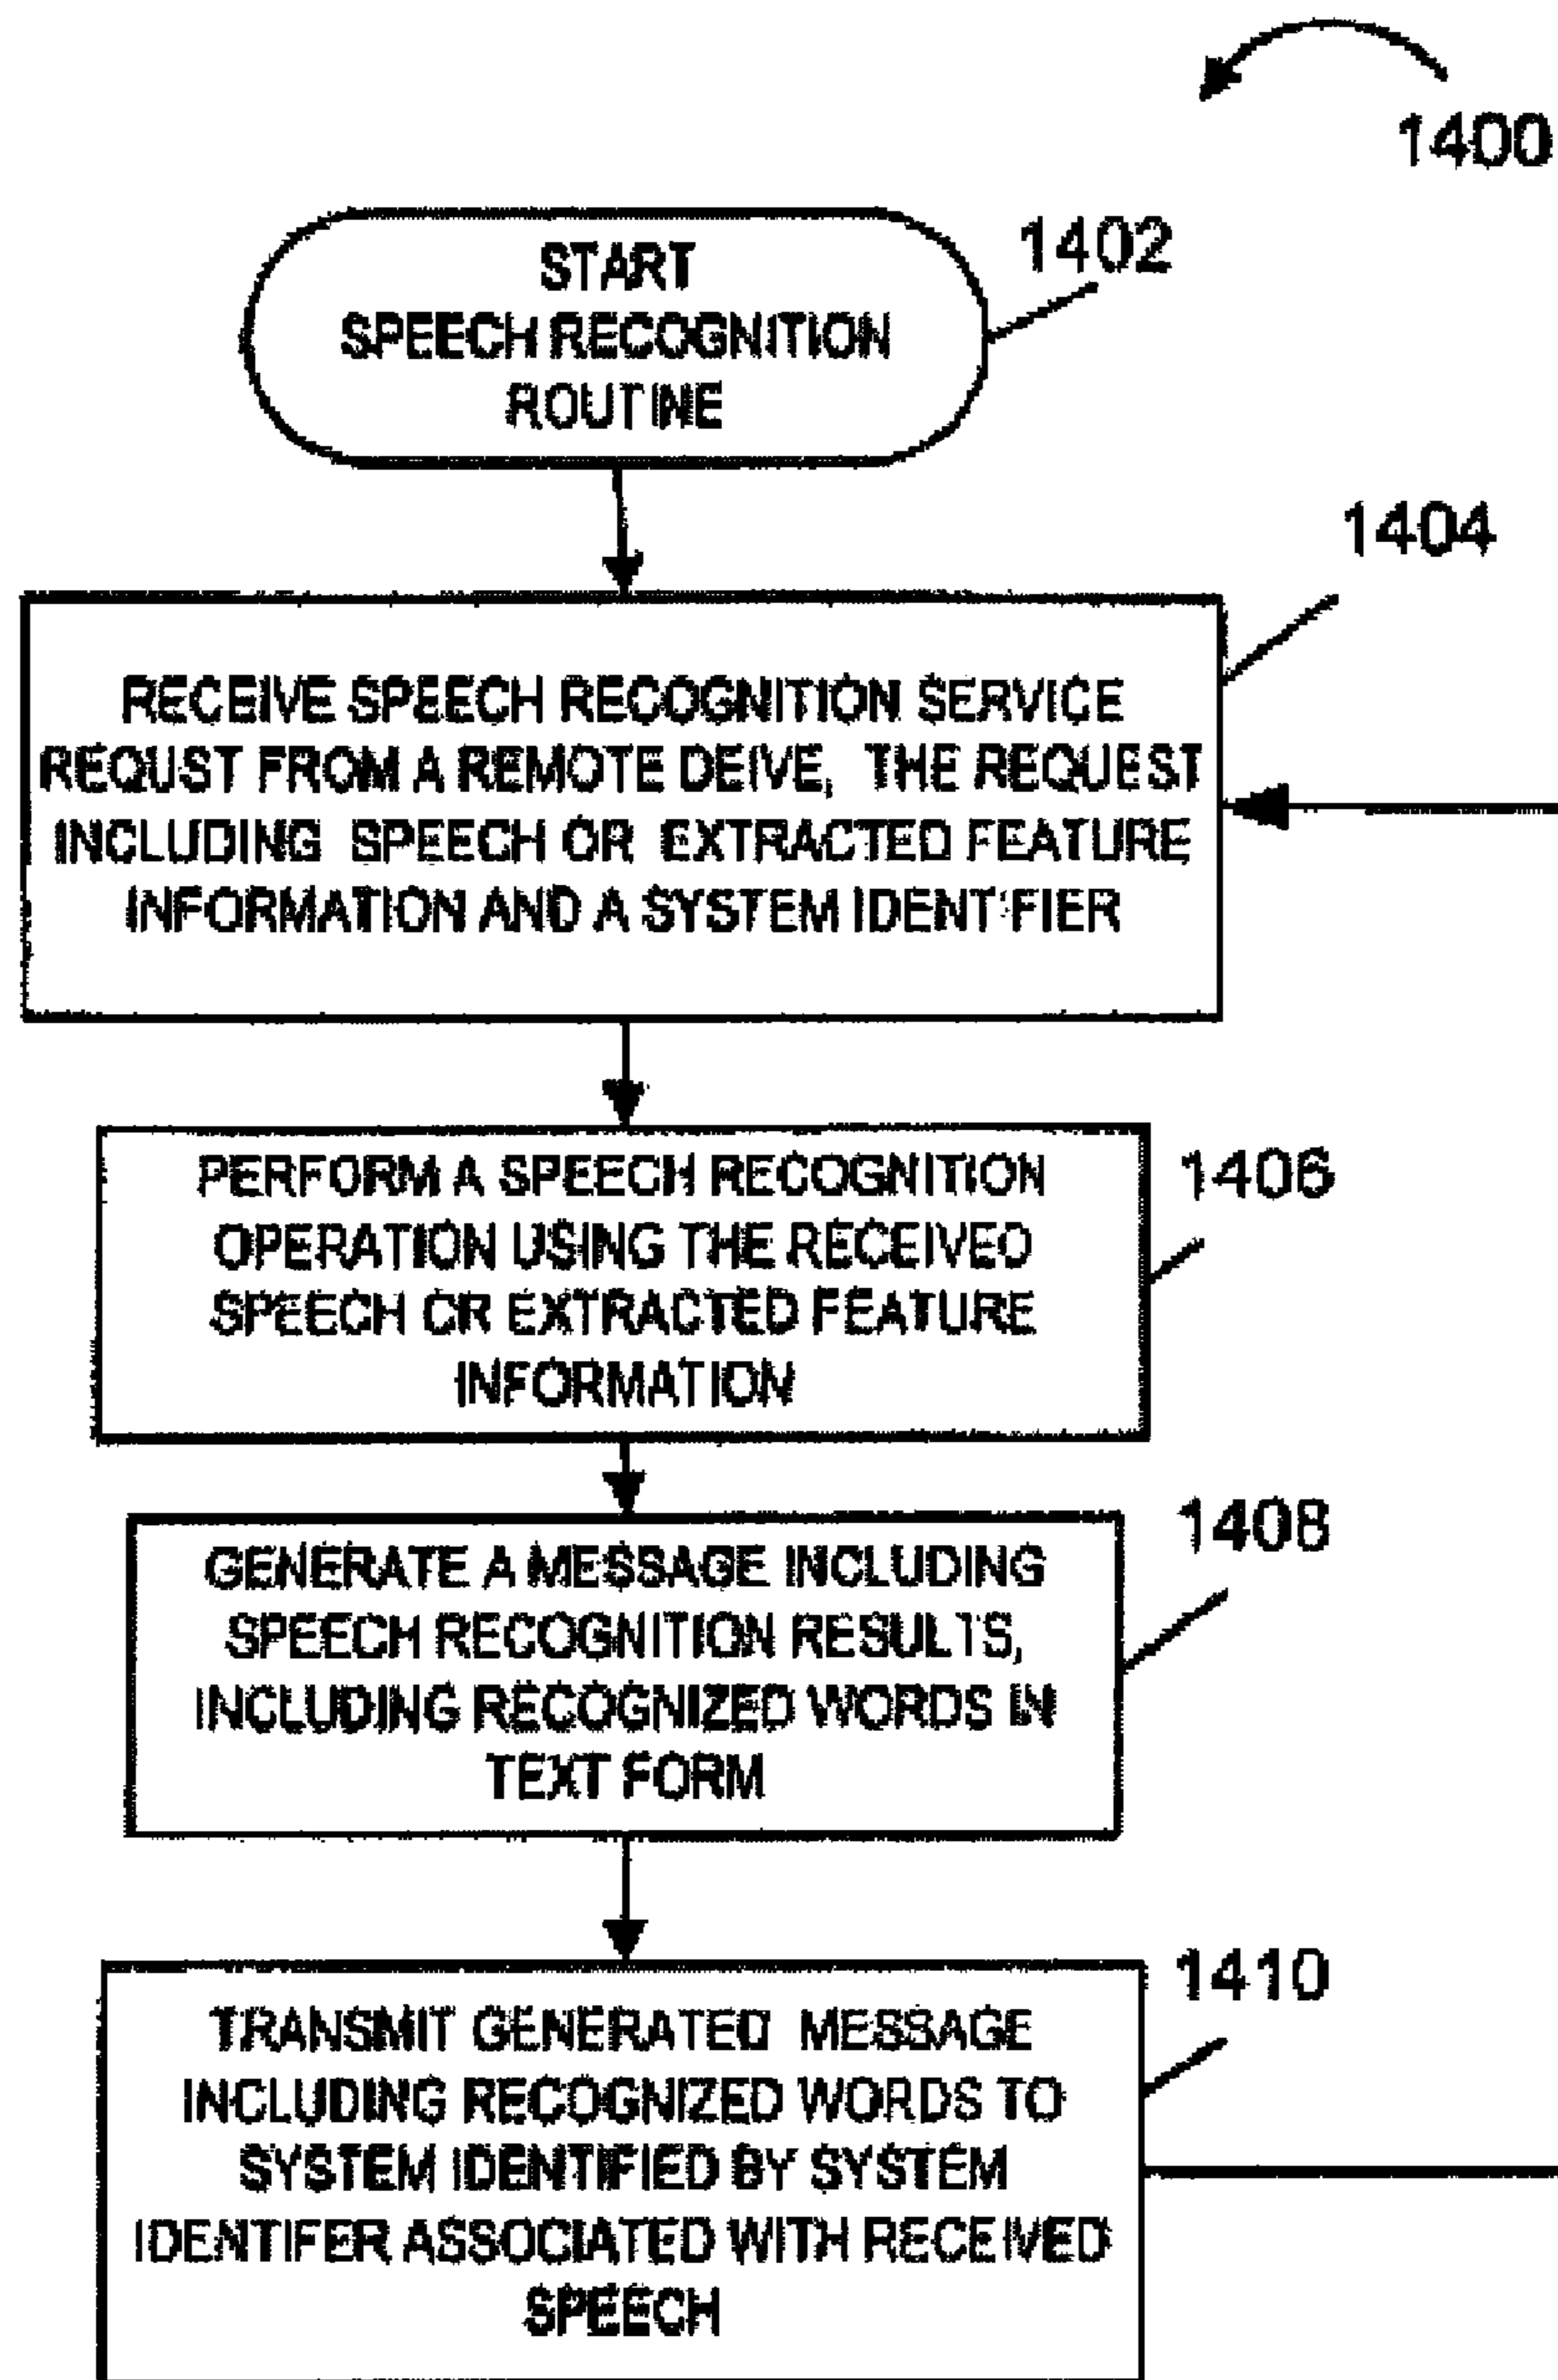 1400
START
SPEECH RECOGNITION
ROUTINE
1402
RECEIVE SPEECH RECOGNITION SERVICE
REQUST FROM A REMOTE DEIVE, THE REQUEST
INCLUDING SPEECH OR EXTRACTED FEATURE
INFORMATION AND A SYSTEM IDENTIFIER
1404
PERFORM A SPEECH RECOGNITION
OPERATION USING THE RECEIVED
SPEECH OR EXTRACTED FEATURE
INFORMATION
1406
GENERATE A MESSAGE INCLUDING
SPEECH RECOGNITION RESULTS,
INCLUDING RECOGNIZED WORDS IN
TEXT FORM
1408
TRANSMIT GENERATED MESSAGE
INCLUDING RECOGNIZED WORDS TO
SYSTEM IDENTIFIED BY SYSTEM
IDENTIFER ASSOCIATED WITH RECEIVED
SPEECH
1410